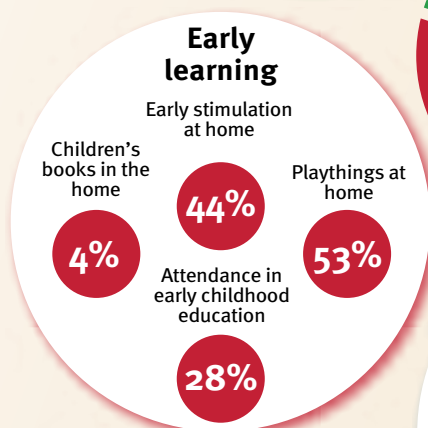 Early
learning
Early stimulation
at home
44%
Children’s
books in the
home
4%
Playthings at
home
53%
Attendance in
early childhood
education
28%